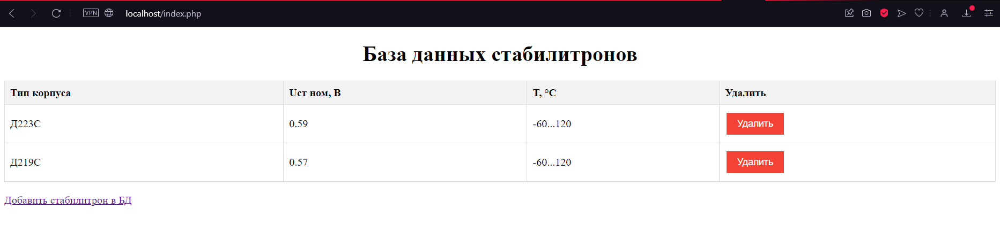 VPN localhost/index.php
База данных стабилитронов
Тип корпуса Uст ном, В Т, °C Удалить
Д223С 0.59 -60...120 Удалить
Д219С 0.57 -60...120 Удалить
Добавить стабилитрон в БД